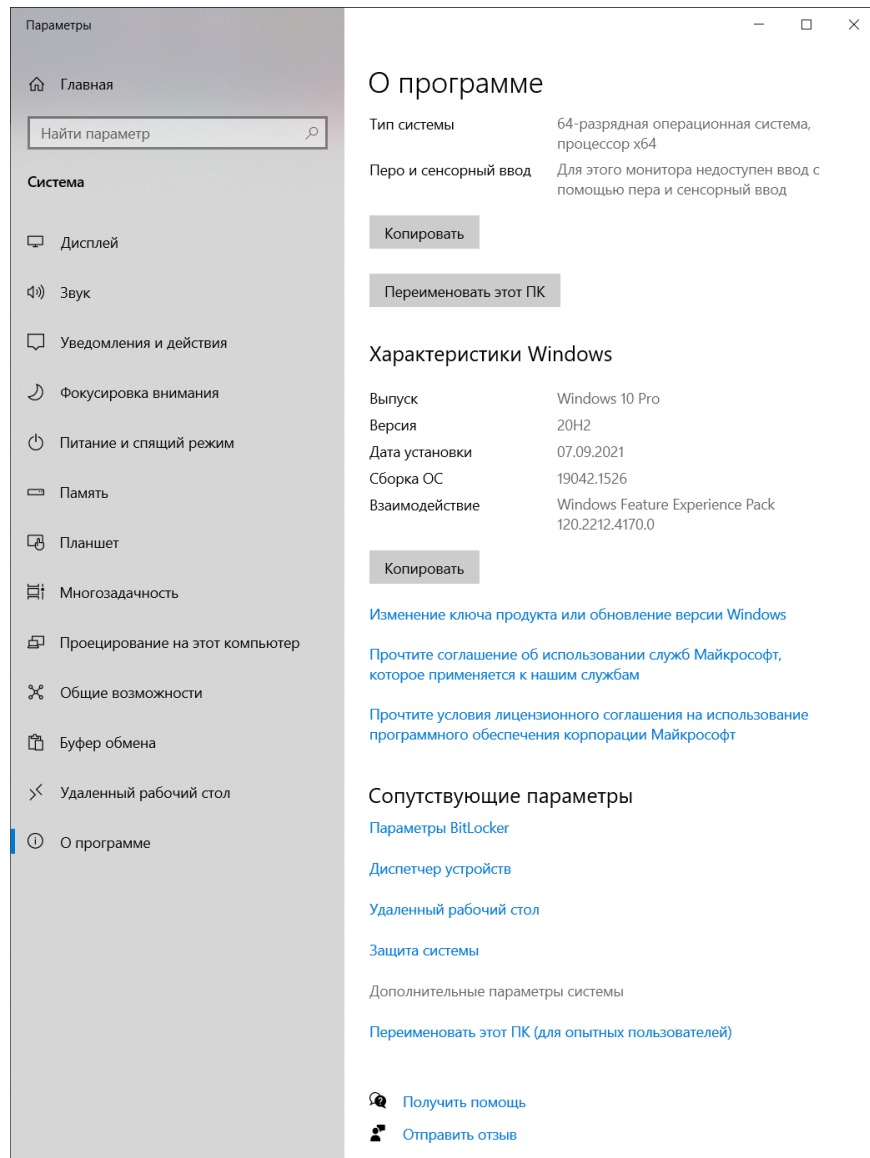 Параметры
Главная
Найти параметр
Система
Дисплей
Звук
Уведомления и действия
Фокусировка внимания
Питание и спящий режим
Память
Планшет
Многозадачность
Проецирование на этот компьютер
Общие возможности
Буфер обмена
Удаленный рабочий стол
О программе
О программе
Тип системы 64-разрядная операционная система,
процессор x64
Перо и сенсорный ввод Для этого монитора недоступен ввод с
помощью пера и сенсорный ввод
Копировать
Переименовать этот ПК
Характеристики Windows
Выпуск Windows 10 Pro
Версия 20H2
Дата установки 07.09.2021
Сборка ОС 19042.1526
Взаимодействие Windows Feature Experience Pack
120.2212.4170.0
Копировать
Изменение ключа продукта или обновление версии Windows
Прочтите соглашение об использовании служб Майкрософт,
которое применяется к нашим службам
Прочтите условия лицензионного соглашения на использование
программного обеспечения корпорации Майкрософт
Сопутствующие параметры
Параметры BitLocker
Диспетчер устройств
Удаленный рабочий стол
Защита системы
Дополнительные параметры системы
Переименовать этот ПК (для опытных пользователей)
Получить помощь
Отправить отзыв